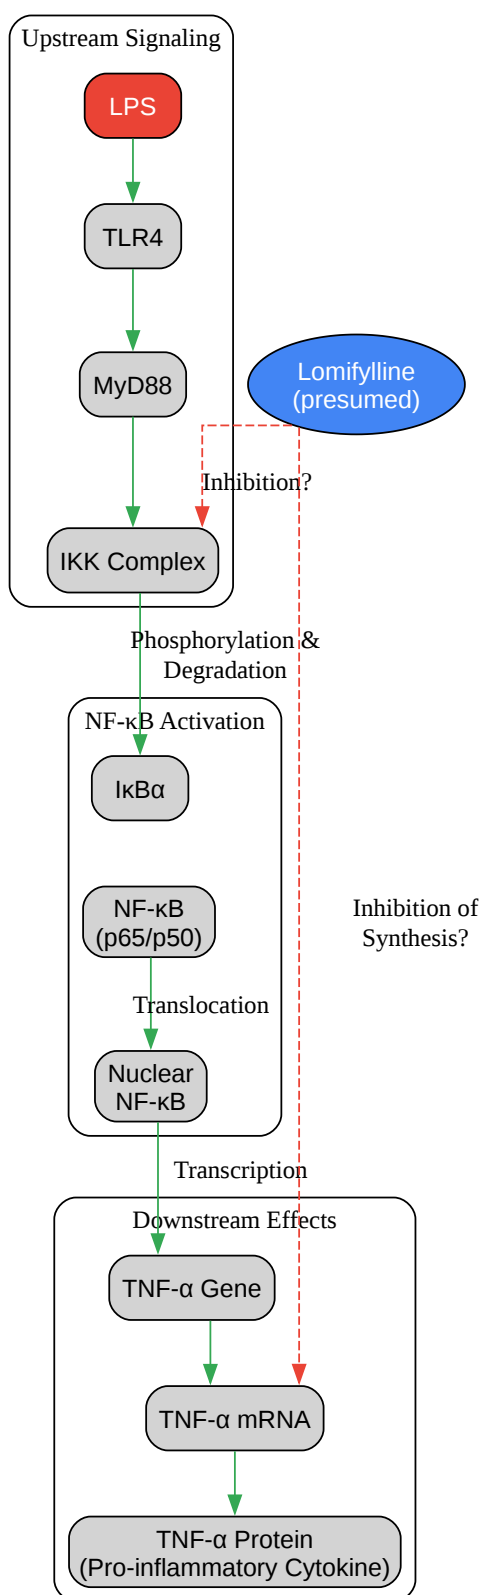 Upstream Signaling
LPS
TLR4
MyD88
Lomifylline
(presumed)
Inhibition?
IKK Complex
Phosphorylation &
Degradation
NF-κB Activation
IκBα
NF-κB
(p65/p50)
Inhibition of
Synthesis?
Translocation
Nuclear
NF-κB
Transcription
Downstream Effects
TNF-α Gene
TNF-α mRNA
TNF-α Protein
(Pro-inflammatory Cytokine)